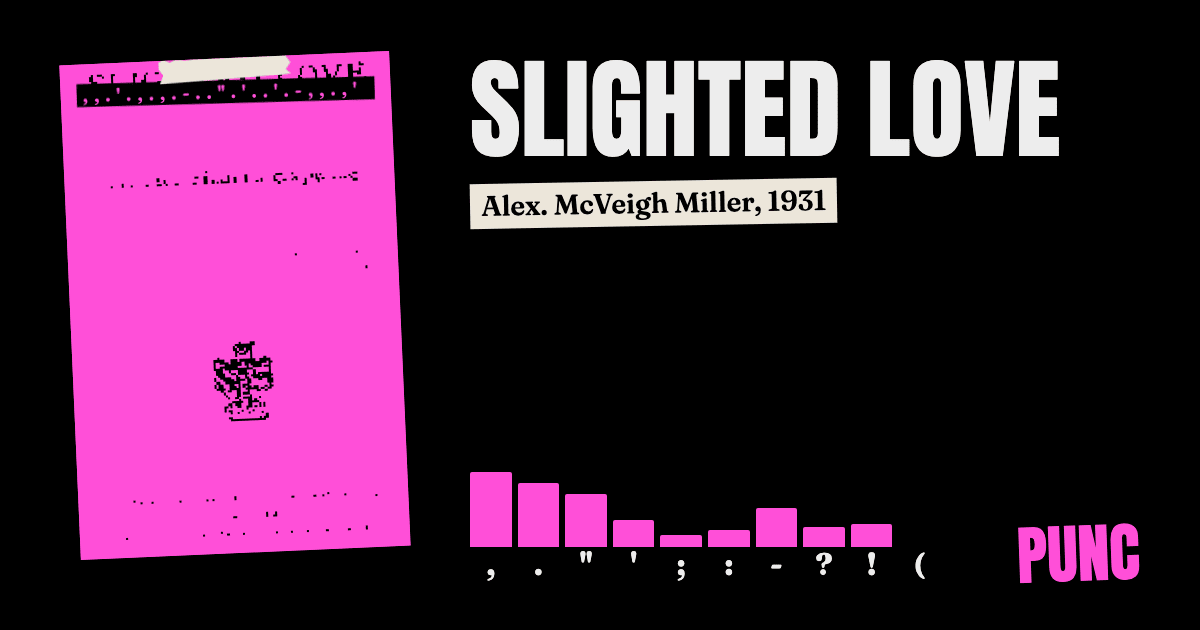 ,,.'.,.,.-..".'..'.-,,.,'
SLIGHTED LOVE
Alex. McVeigh Miller, 1931
, . " ' ; : - ? ! (
PUNC